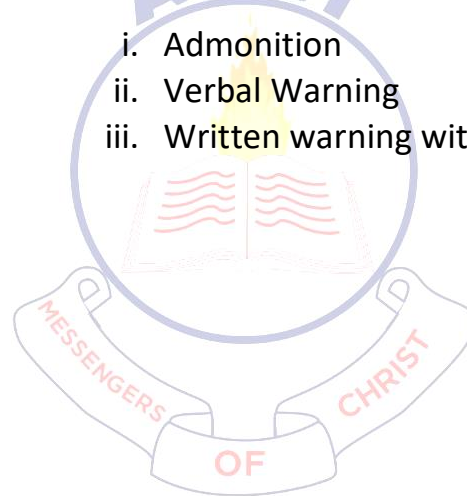 i. Admonition
ii. Verbal Warning
iii. Written warning wit
MESSENGERS
OF
CHRIST